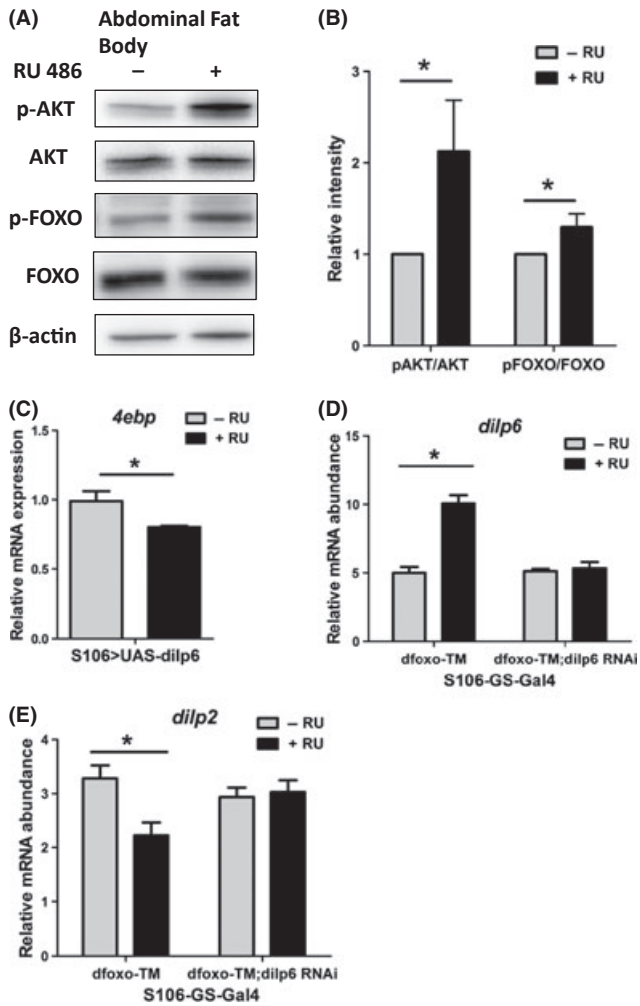 (A)
Abdominal Fat
Body
RU 486 – +
p-AKT
AKT
p-FOXO
FOXO
β-actin
(B)
– RU
+ RU
*
*
Relative intensity
3
2
1
0
pAKT/AKT pFOXO/FOXO
(C)
4ebp
– RU
+ RU
*
Relative mRNA expression
1.5
1.0
0.5
0.0
S106>UAS-dilp6
(D)
dilp6
– RU
+ RU
*
Relative mRNA abundance
15
10
5
0
dfoxo-TM dfoxo-TM;dilp6 RNAi
S106-GS-Gal4
(E)
dilp2
– RU
+ RU
*
Relative mRNA abundance
4
3
2
1
0
dfoxo-TM dfoxo-TM;dilp6 RNAi
S106-GS-Gal4